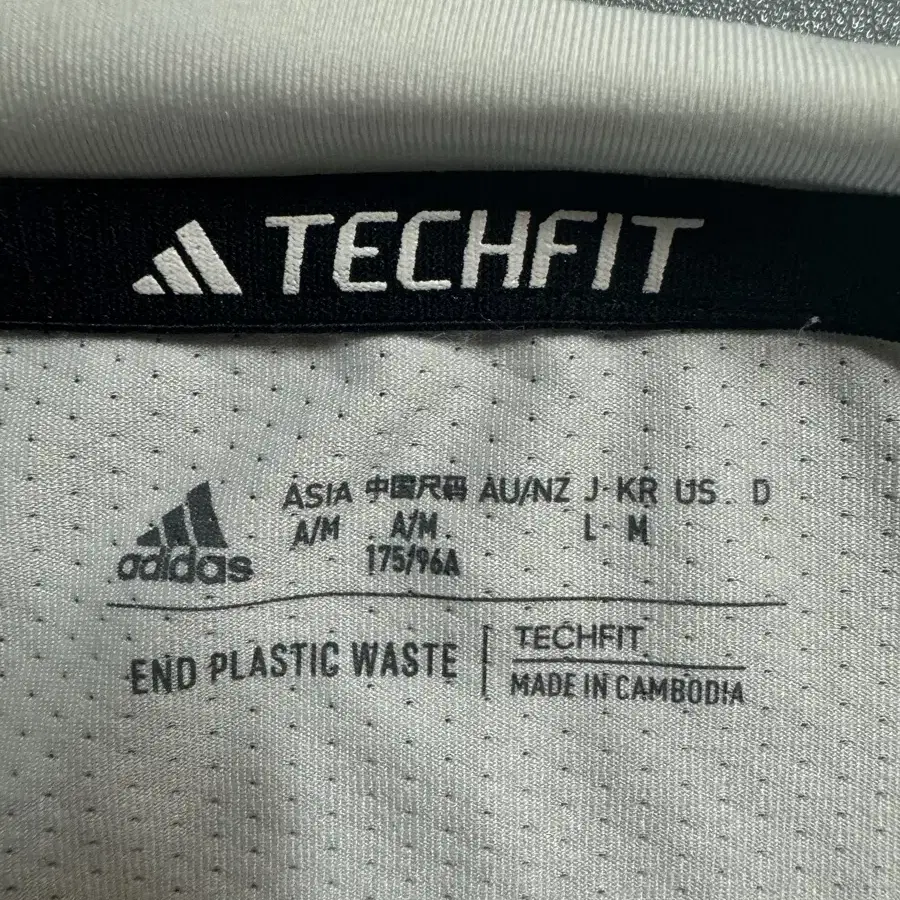 TECHFIT
ASIA 中国尺码 AU/NZ J-KR US D
A/M A/M L-M
175/96A
adidas
END PLASTIC WASTE
TECHFIT
MADE IN CAMBODIA